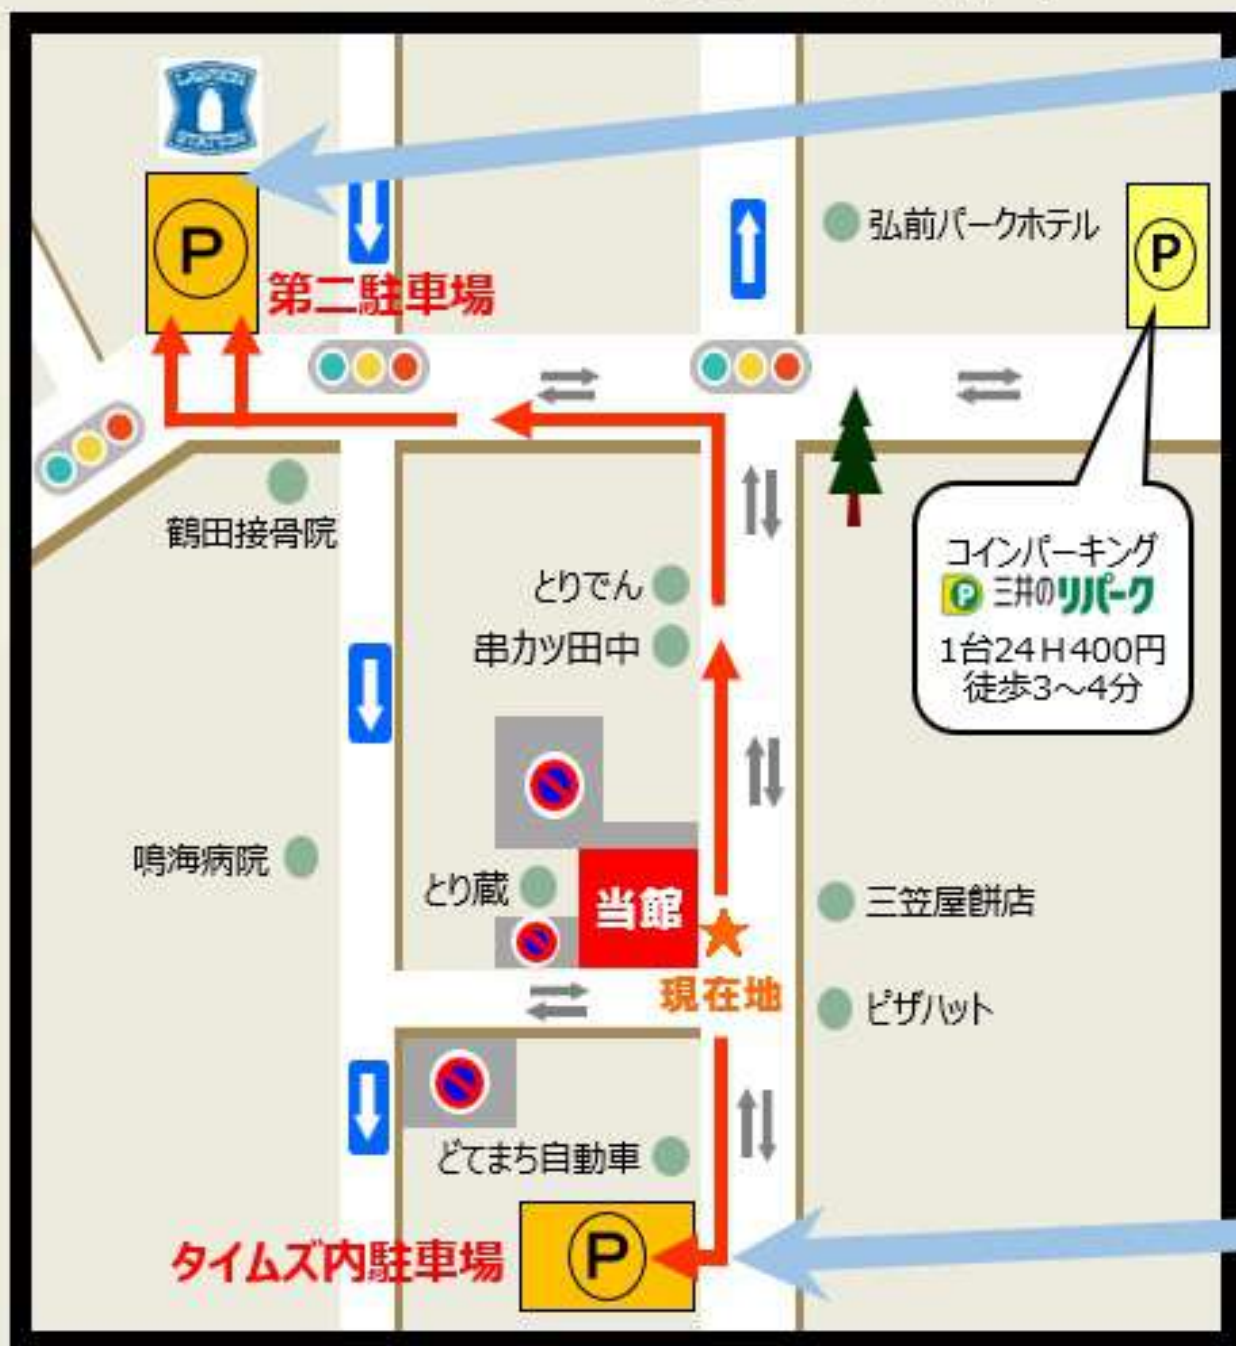 LAWSON
STATION
P
第二駐車場
弘前パークホテル
P
鶴田接骨院
とりでん
串カツ田中
コインパーキング
P 三井のリパーク
1台24H400円
徒歩3～4分
鳴海病院
とり蔵
当館
現在地
三笠屋餅店
ピザハット
どてまち自動車
タイムズ内駐車場
P